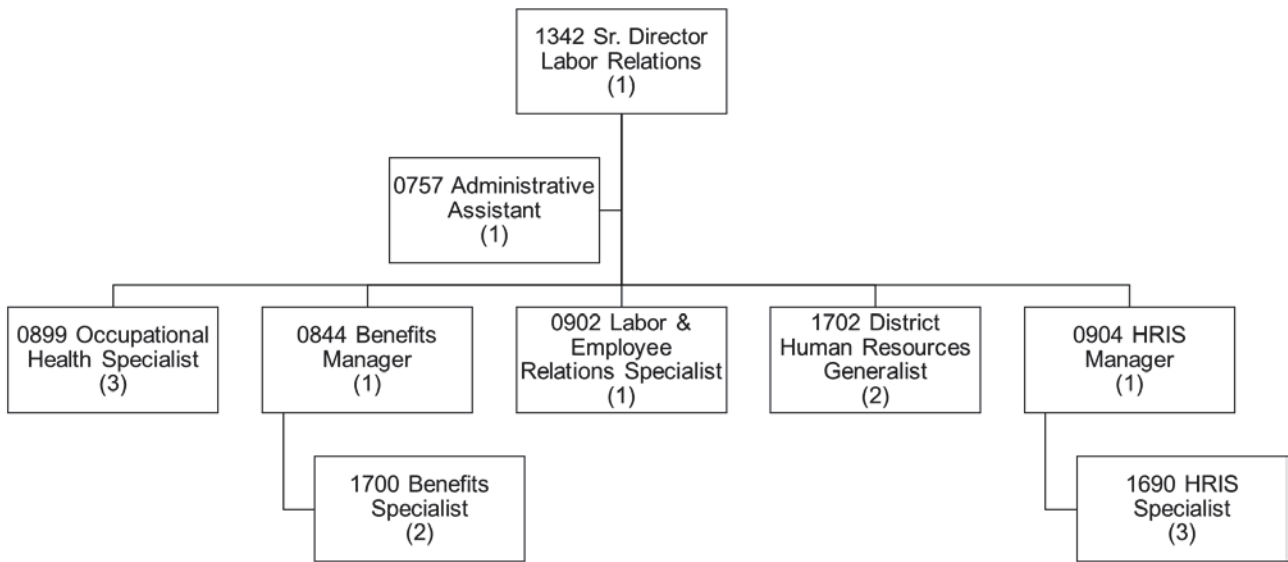 1342 Sr. Director
Labor Relations
(1)
0757 Administrative
Assistant
(1)
0899 Occupational
Health Specialist
(3)
0844 Benefits
Manager
(1)
0902 Labor &
Employee
Relations Specialist
(1)
1702 District
Human Resources
Generalist
(2)
0904 HRIS
Manager
(1)
1700 Benefits
Specialist
(2)
1690 HRIS
Specialist
(3)